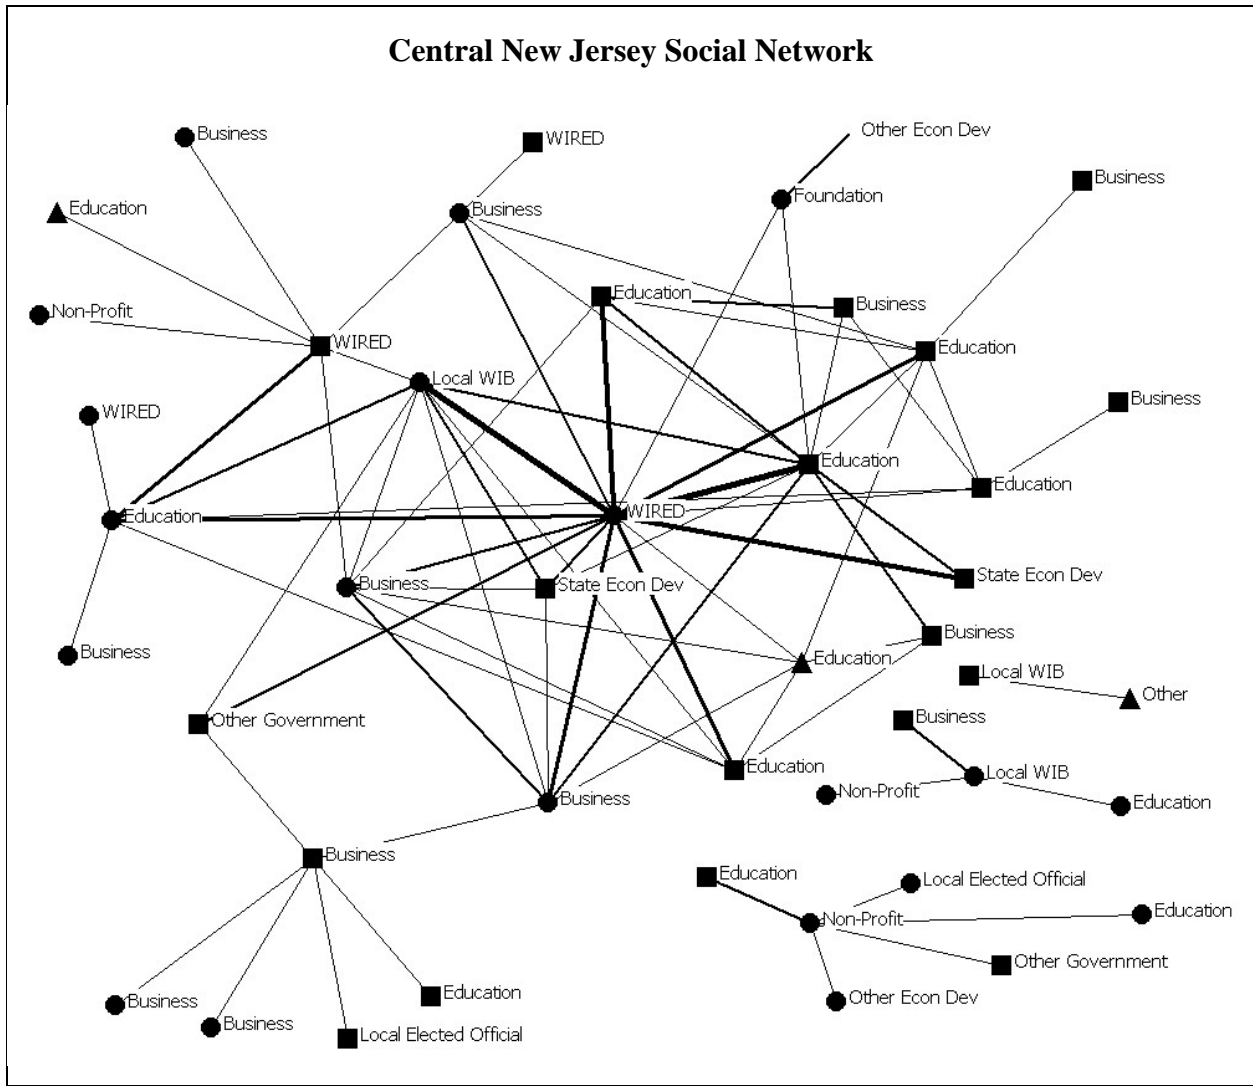 Central New Jersey Social Network
Business
WIRED
Other Econ Dev
Business
Education
Business
Foundation
Education
Business
Non-Profit
WIRED
Education
Local WIB
Business
WIRED
Education
Education
Education
WIRED
Business
State Econ Dev
State Econ Dev
Business
Business
Education
Local WIB
Other
Other Government
Business
Education
Local WIB
Business
Non-Profit
Education
Business
Education
Local Elected Official
Non-Profit
Education
Other Government
Education
Business
Other Econ Dev
Business
Local Elected Official